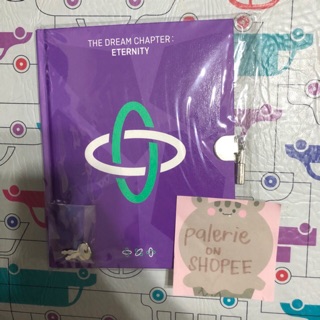 THE DREAM CHAPTER:
ETERNITY
palerie
ON
SHOPEE